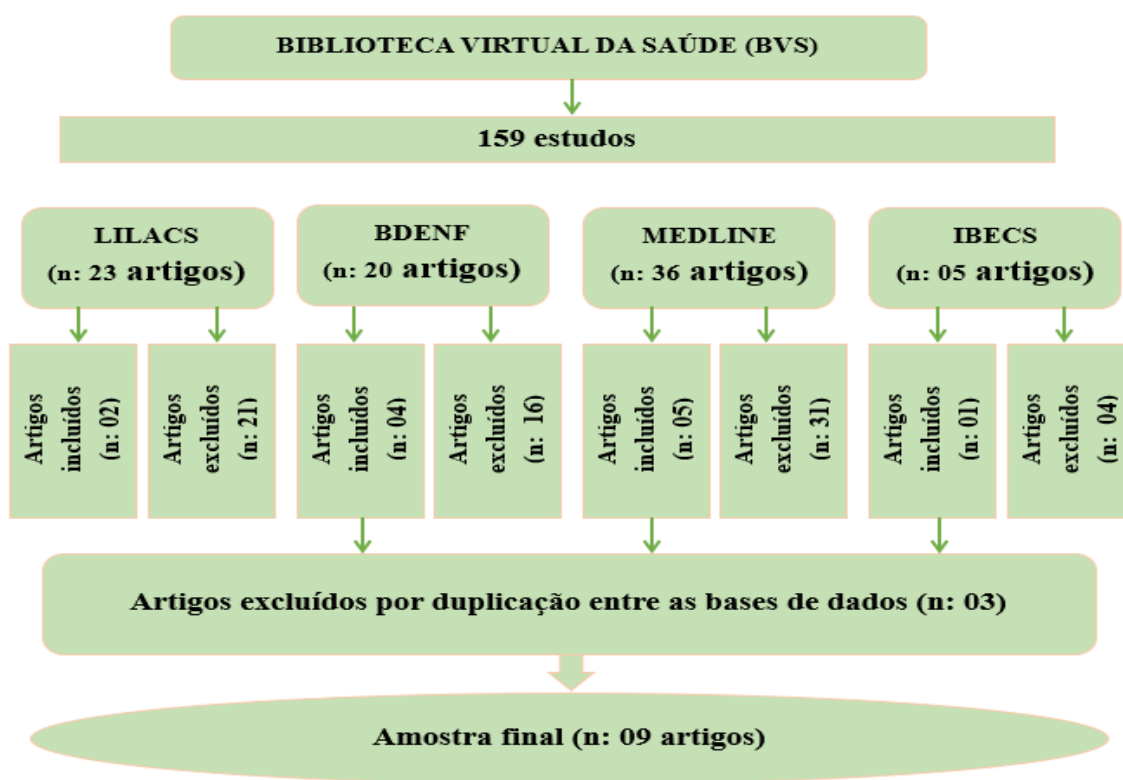 BIBLIOTECA VIRTUAL DA SAÚDE (BVS)
159 estudos
LILACS
(n: 23 artigos)
BDENF
(n: 20 artigos)
MEDLINE
(n: 36 artigos)
IBECS
(n: 05 artigos)
Artigos
incluídos
(n: 02)
Artigos
excluídos
(n: 21)
Artigos
incluídos
(n: 04)
Artigos
excluídos
(n: 16)
Artigos
incluídos
(n: 05)
Artigos
excluídos
(n: 31)
Artigos
incluídos
(n: 01)
Artigos
excluídos
(n: 04)
Artigos excluídos por duplicação entre as bases de dados (n: 03)
Amostra final (n: 09 artigos)